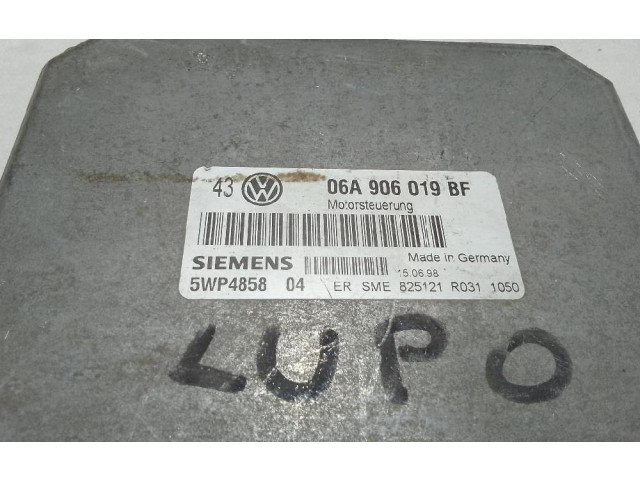 43 VW 06A 906 019 BF
Motorsteuerung
SIEMENS Made in Germany
15.06.98
5WP4858 04 ER SME 825121 R031 1050
LUPO